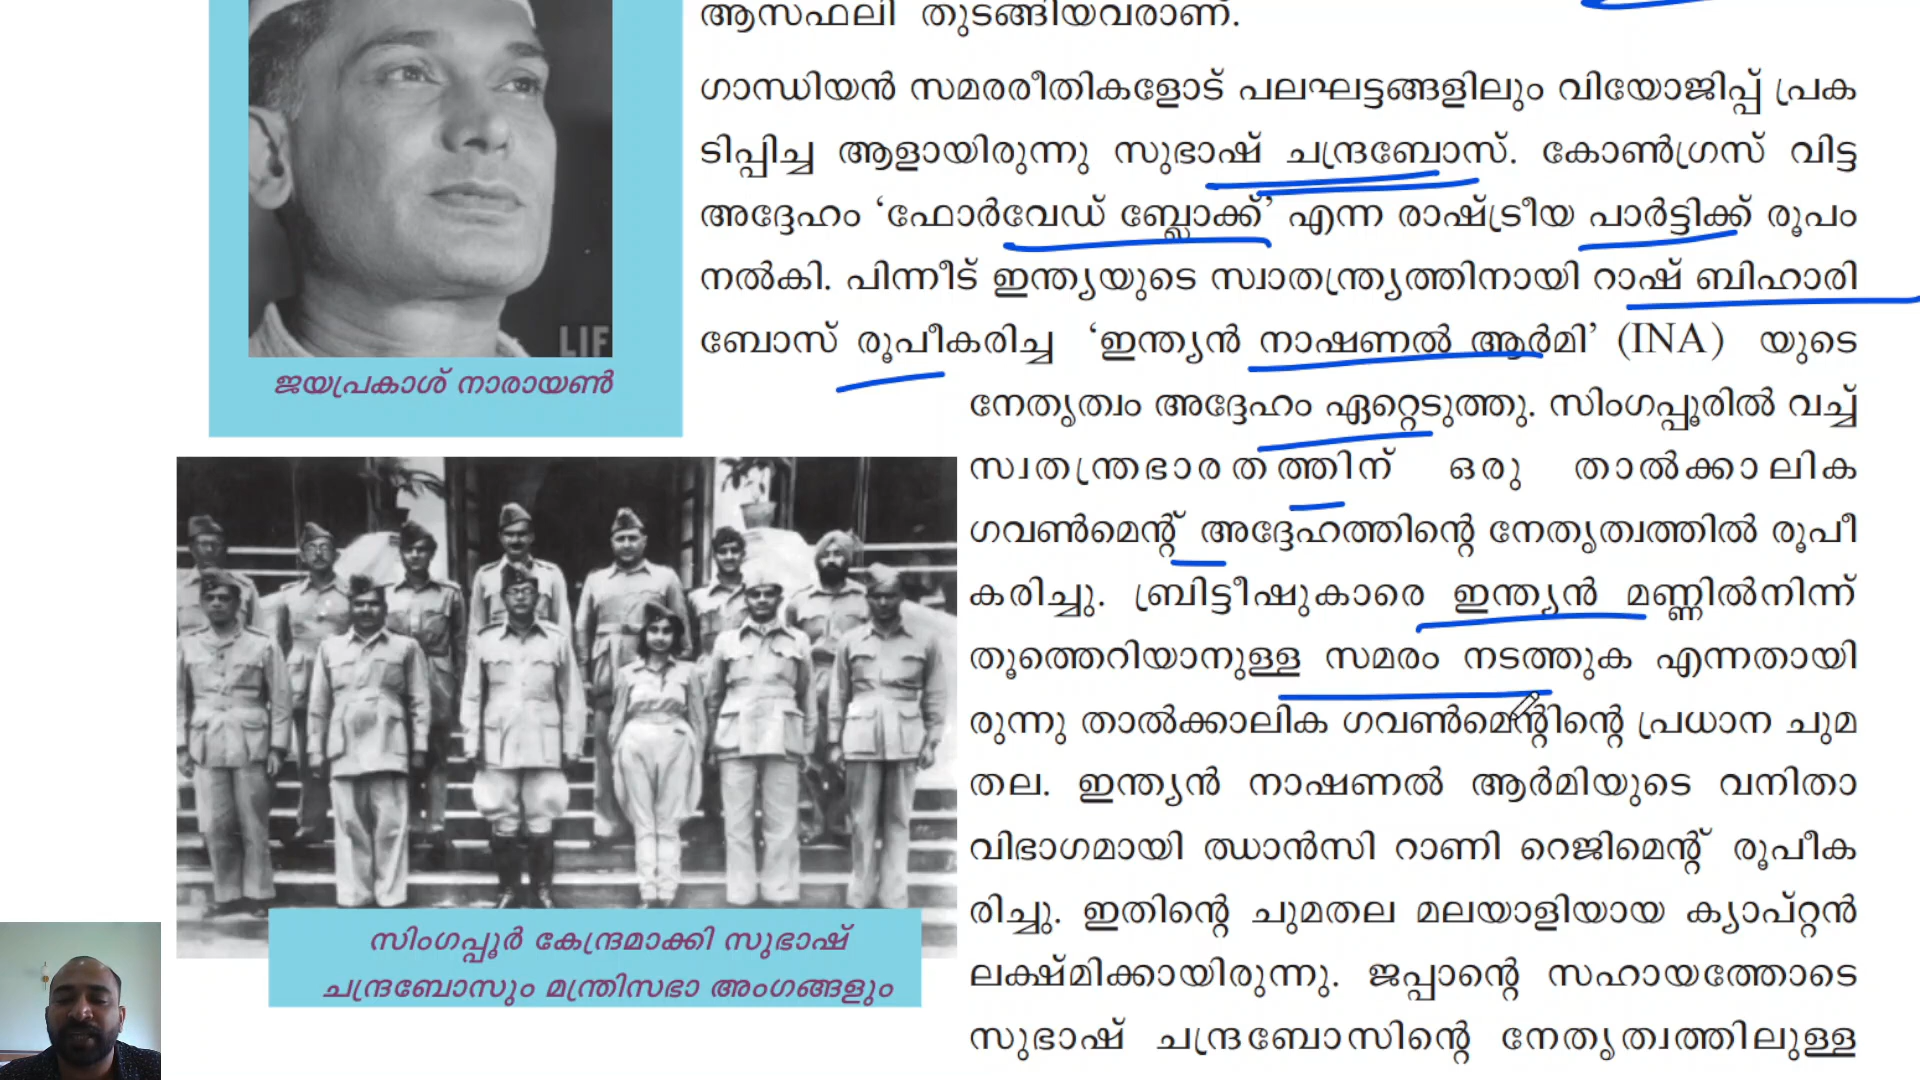 ആസഫലി തുടങ്ങിയവരാണ്.
ഗാന്ധിയൻ സമരരീതികളോട് പലഘട്ടങ്ങളിലും വിയോജിപ്പ് പ്രക
ടിപ്പിച്ച ആളായിരുന്നു സുഭാഷ് ചന്ദ്രബോസ്. കോൺഗ്രസ് വിട്ട
അദ്ദേഹം ‘ഫോർവേഡ് ബ്ലോക്ക്’ എന്ന രാഷ്ട്രീയ പാർട്ടിക്ക് രൂപം
നൽകി. പിന്നീട് ഇന്ത്യയുടെ സ്വാതന്ത്ര്യത്തിനായി റാഷ് ബിഹാരി
ബോസ് രൂപീകരിച്ച ‘ഇന്ത്യൻ നാഷണൽ ആർമി’ (INA) യുടെ
നേതൃത്വം അദ്ദേഹം ഏറ്റെടുത്തു. സിംഗപ്പൂരിൽ വച്ച്
സ്വതന്ത്രഭാരതത്തിന് ഒരു താൽക്കാലിക
ഗവൺമെന്റ് അദ്ദേഹത്തിന്റെ നേതൃത്വത്തിൽ രൂപീ
കരിച്ചു. ബ്രിട്ടീഷുകാരെ ഇന്ത്യൻ മണ്ണിൽനിന്ന്
തൂത്തെറിയാനുള്ള സമരം നടത്തുക എന്നതായി
രുന്നു താൽക്കാലിക ഗവൺമെന്റിന്റെ പ്രധാന ചുമ
തല. ഇന്ത്യൻ നാഷണൽ ആർമിയുടെ വനിതാ
വിഭാഗമായി ഝാൻസി റാണി റെജിമെന്റ് രൂപീക
രിച്ചു. ഇതിന്റെ ചുമതല മലയാളിയായ ക്യാപ്റ്റൻ
ലക്ഷ്മിക്കായിരുന്നു. ജപ്പാന്റെ സഹായത്തോടെ
സുഭാഷ് ചന്ദ്രബോസിന്റെ നേതൃത്വത്തിലുള്ള
LIF
ജയപ്രകാശ് നാരായൺ
സിംഗപ്പൂർ കേന്ദ്രമാക്കി സുഭാഷ്
ചന്ദ്രബോസും മന്ത്രിസഭാ അംഗങ്ങളും